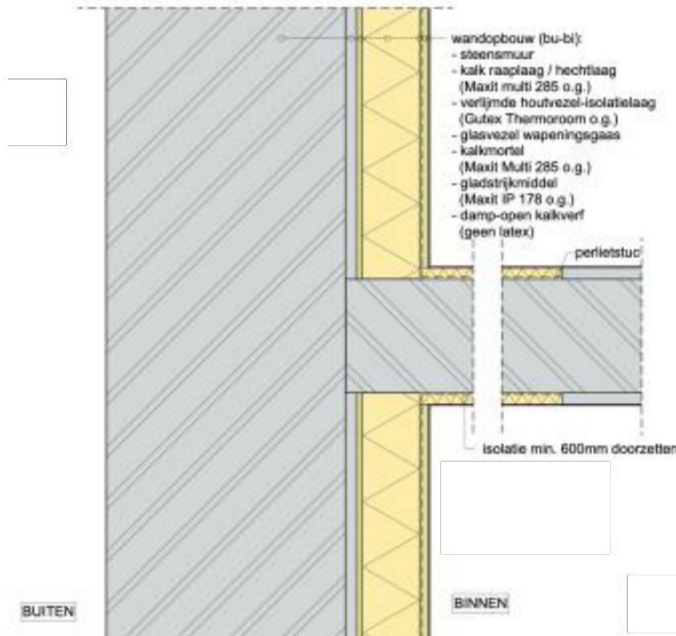 wandopbouw (bu-bi):
- steensmuur
- kalk raaplaag / hechtlaag
(Maxit multi 285 o.g.)
- verlijmde houtvezel-isolatielaag
(Gutex Thermoroom o.g.)
- glasvezel wapeningsgaas
- kalkmortel
(Maxit Multi 285 o.g.)
- gladstrijkmiddel
(Maxit IP 178 o.g.)
- damp-open kalkverf
(geen latex)
perlietstuc
isolatie min. 600mm doorzetten
BUITEN
BINNEN